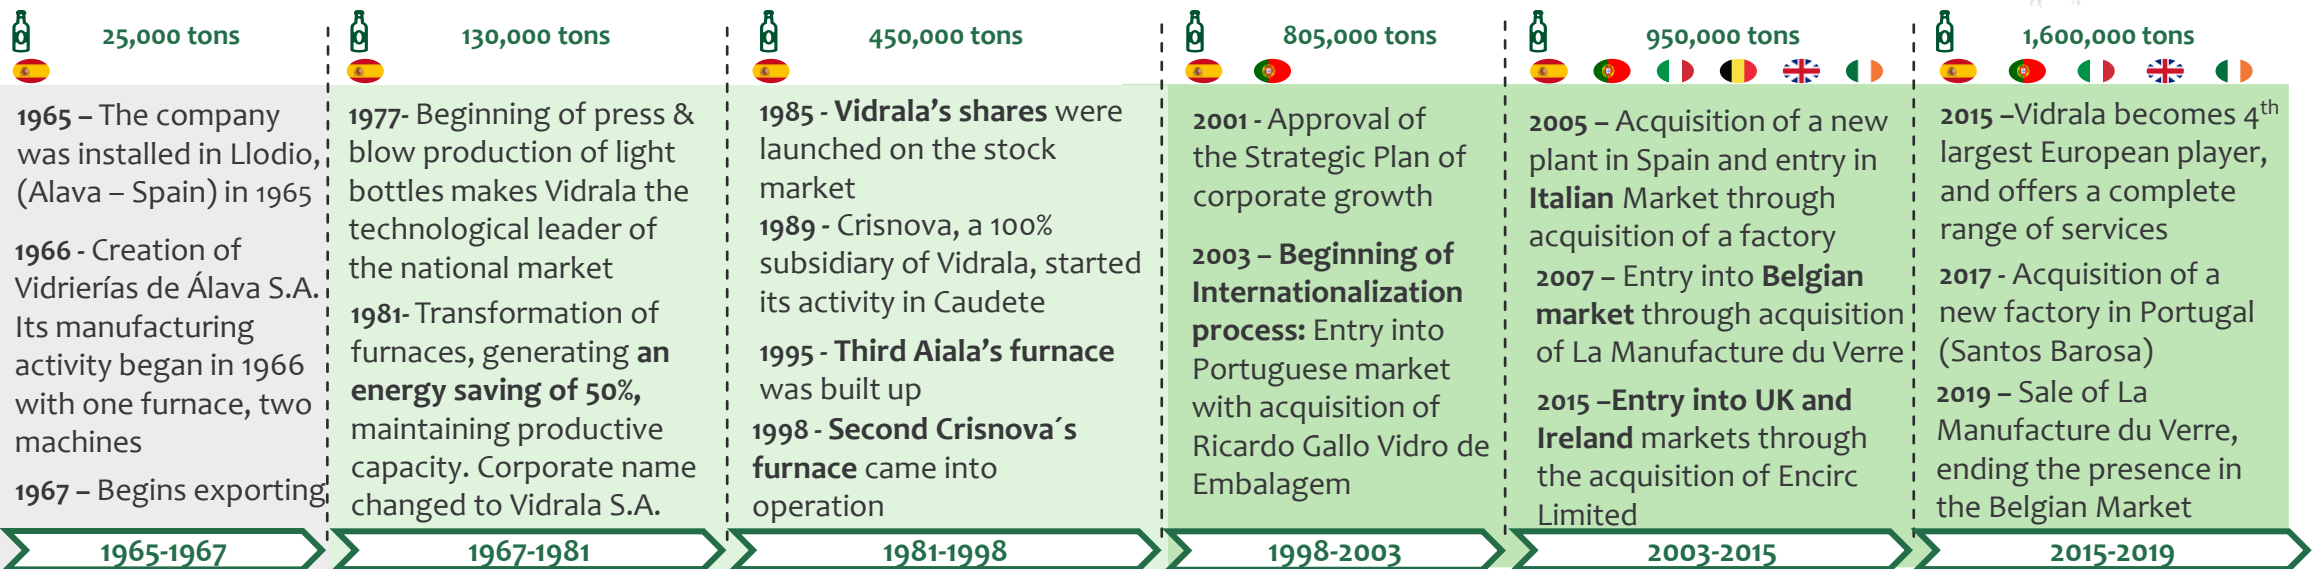 25,000 tons
1965 – The company
was installed in Llodio,
(Alava – Spain) in 1965
1966 - Creation of
Vidrierías de Álava S.A.
Its manufacturing
activity began in 1966
with one furnace, two
machines
1967 – Begins exporting
1965-1967
130,000 tons
1977- Beginning of press &
blow production of light
bottles makes Vidrala the
technological leader of
the national market
1981- Transformation of
furnaces, generating an
energy saving of 50%,
maintaining productive
capacity. Corporate name
changed to Vidrala S.A.
1967-1981
450,000 tons
1985 - Vidrala’s shares were
launched on the stock
market
1989 - Crisnova, a 100%
subsidiary of Vidrala, started
its activity in Caudete
1995 - Third Aiala’s furnace
was built up
1998 - Second Crisnova´s
furnace came into
operation
1981-1998
805,000 tons
2001 - Approval of
the Strategic Plan of
corporate growth
2003 – Beginning of
Internationalization
process: Entry into
Portuguese market
with acquisition of
Ricardo Gallo Vidro de
Embalagem
1998-2003
950,000 tons
2005 – Acquisition of a new
plant in Spain and entry in
Italian Market through
acquisition of a factory
2007 – Entry into Belgian
market through acquisition
of La Manufacture du Verre
2015 –Entry into UK and
Ireland markets through
the acquisition of Encirc
Limited
2003-2015
1,600,000 tons
2015 –Vidrala becomes 4th
largest European player,
and offers a complete
range of services
2017 - Acquisition of a
new factory in Portugal
(Santos Barosa)
2019 – Sale of La
Manufacture du Verre,
ending the presence in
the Belgian Market
2015-2019